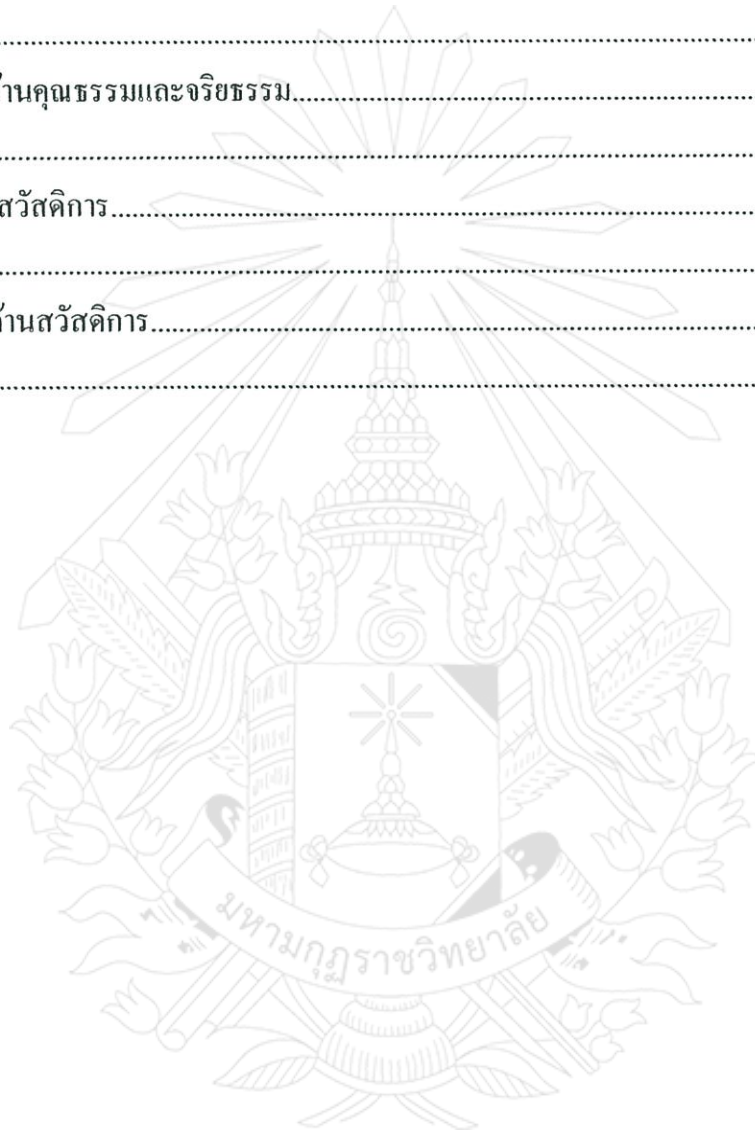 ........................................................................................................
านคุณธรรมและจริยธรรม........................................................................
........................................................................................................
สวัสดิการ........................................................................................
........................................................................................................
ด้านสวัสดิการ..................................................................................
........................................................................................................
มหามกุฏราชวิทยาลัย